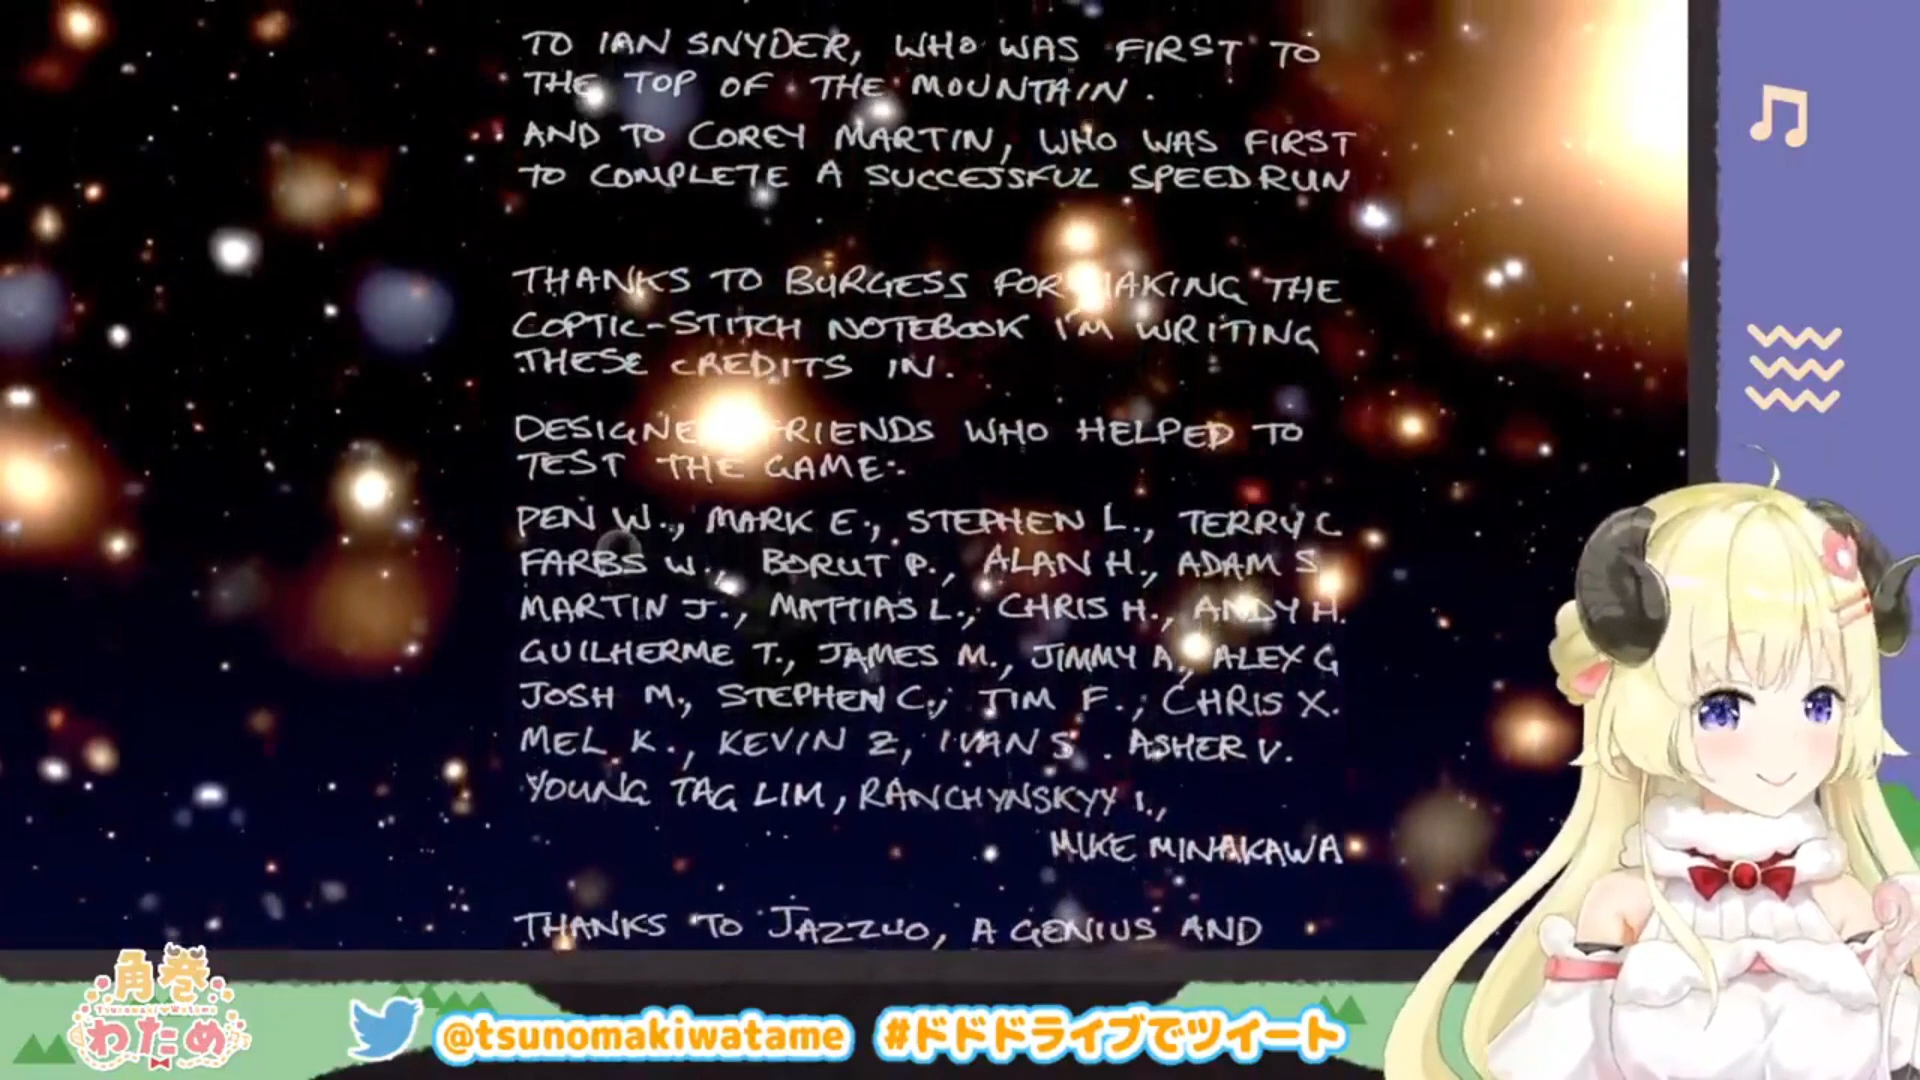 TO IAN SNYDER, WHO WAS FIRST TO
THE TOP OF THE MOUNTAIN.
AND TO COREY MARTIN, WHO WAS FIRST
TO COMPLETE A SUCCESSFUL SPEEDRUN
THANKS TO BURGESS FOR MAKING THE
COPTIC-STITCH NOTEBOOK I'M WRITING
THESE CREDITS IN.
DESIGNER FRIENDS WHO HELPED TO
TEST THE GAME:
PEN W., MARK E., STEPHEN L., TERRY C
FARBS W., BORUT P., ALAN H., ADAM S
MARTIN J., MATTIAS L., CHRIS H., ANDY H.
GUILHERME T., JAMES M., JIMMY A., ALEX G
JOSH M., STEPHEN C., TIM F., CHRIS X.
MEL K., KEVIN Z, IVAN S. ASHER V.
YOUNG TAG LIM, RANCHYNSKYY I.,
MIKE MINAKAWA
THANKS TO JAZZUO, A GENIUS AND
角巻
Tsunomaki Watame
わため
@tsunomakiwatame #ドドドライブでツイート